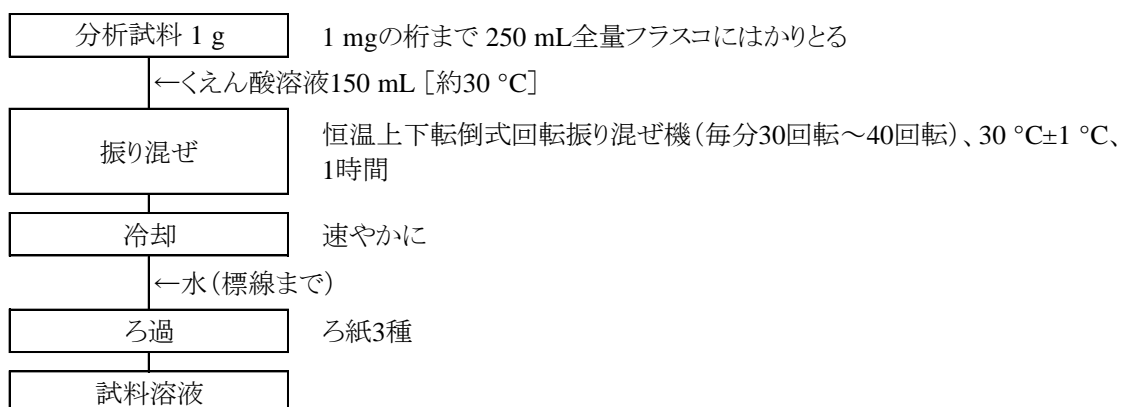 分析試料 1 g 1 mgの桁まで 250 mL全量フラスコにはかりとる
←くえん酸溶液150 mL ［約30 °C］
振り混ぜ 恒温上下転倒式回転振り混ぜ機（毎分30回転～40回転）、30 °C±1 °C、
1時間
冷却 速やかに
←水（標線まで）
ろ過 ろ紙3種
試料溶液